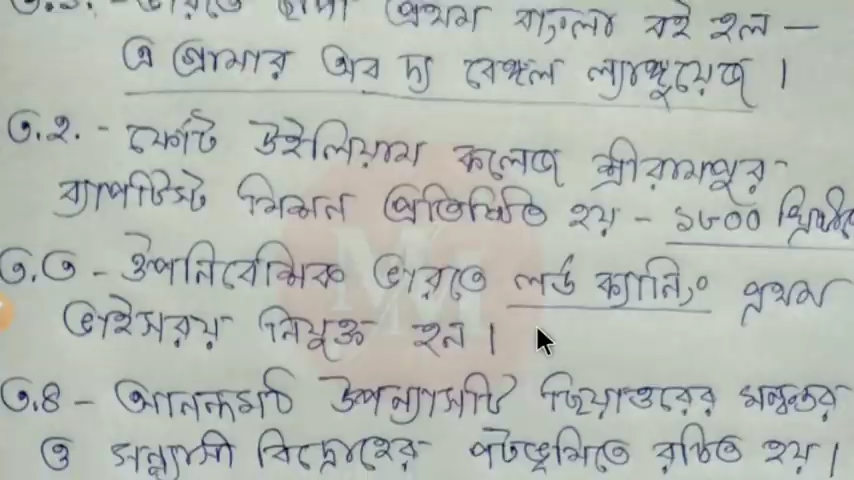 ৩.১. - ভারতে ছাপা প্রথম বাংলা বই হল –
এ গ্রামার অব দ্য বেঙ্গল ল্যাঙ্গুয়েজ ।
৩.২. - ফোর্ট উইলিয়াম কলেজ শ্রীরামপুর
ব্যাপটিস্ট মিশন প্রতিষ্ঠিত হয় - ১৮০০
৩.৩ - ঔপনিবেশিক ভারতে লর্ড ক্যানিং প্রথম
ভাইসরয় নিযুক্ত হন ।
৩.৪ - আনন্দমঠ উপন্যাসটি ছিয়াত্তরের মন্বন্তর
ও সন্ন্যাসী বিদ্রোহের পটভূমিতে রচিত হয় ।